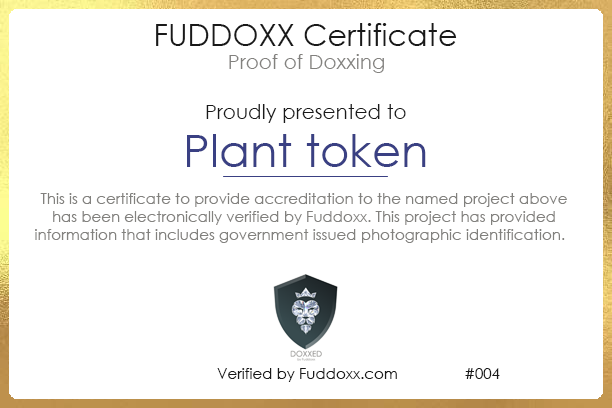 FUDDOXX Certificate
Proof of Doxxing
Proudly presented to
Plant token
This is a certificate to provide accreditation to the named project above
has been electronically verified by Fuddoxx. This project has provided
information that includes government issued photographic identification.
DOXXED
by Fuddoxx
Verified by Fuddoxx.com #004